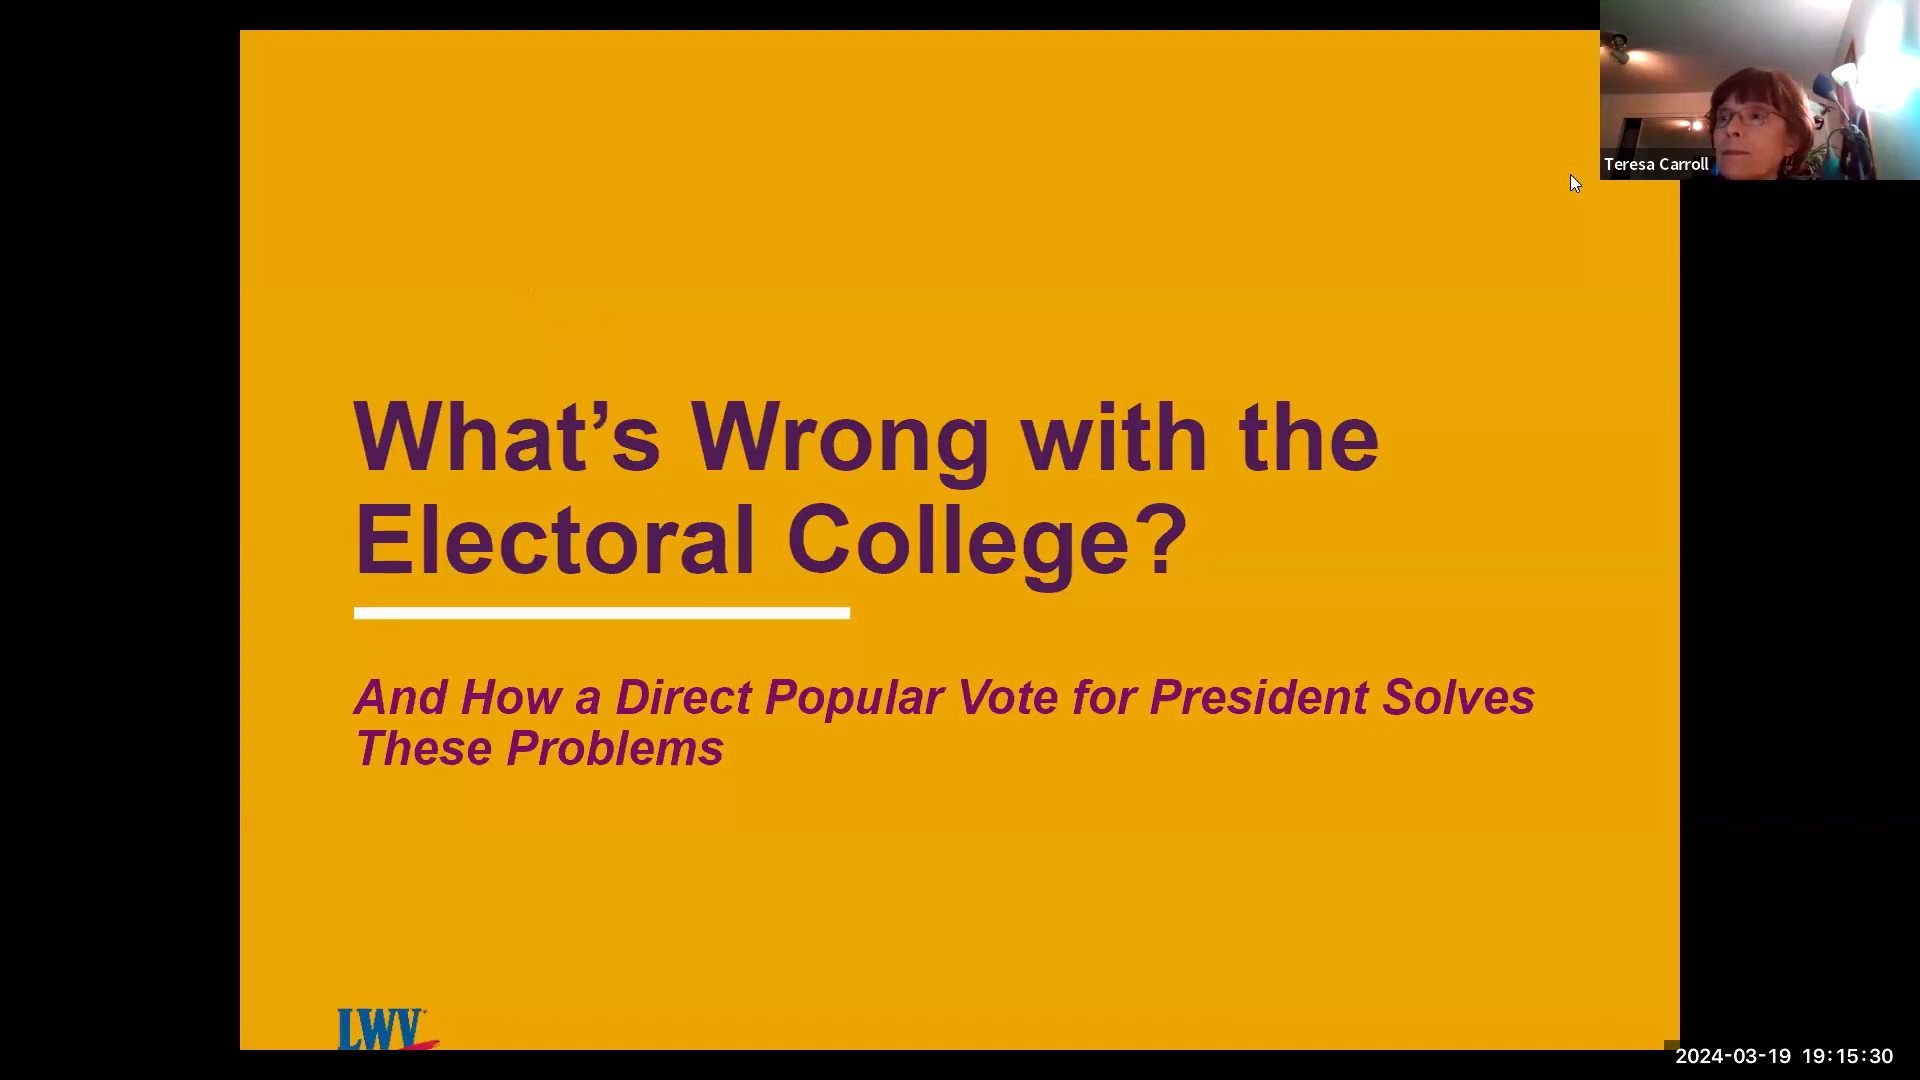 Teresa Carroll
What’s Wrong with the
Electoral College?
And How a Direct Popular Vote for President Solves
These Problems
LWV
2024-03-19 19:15:30